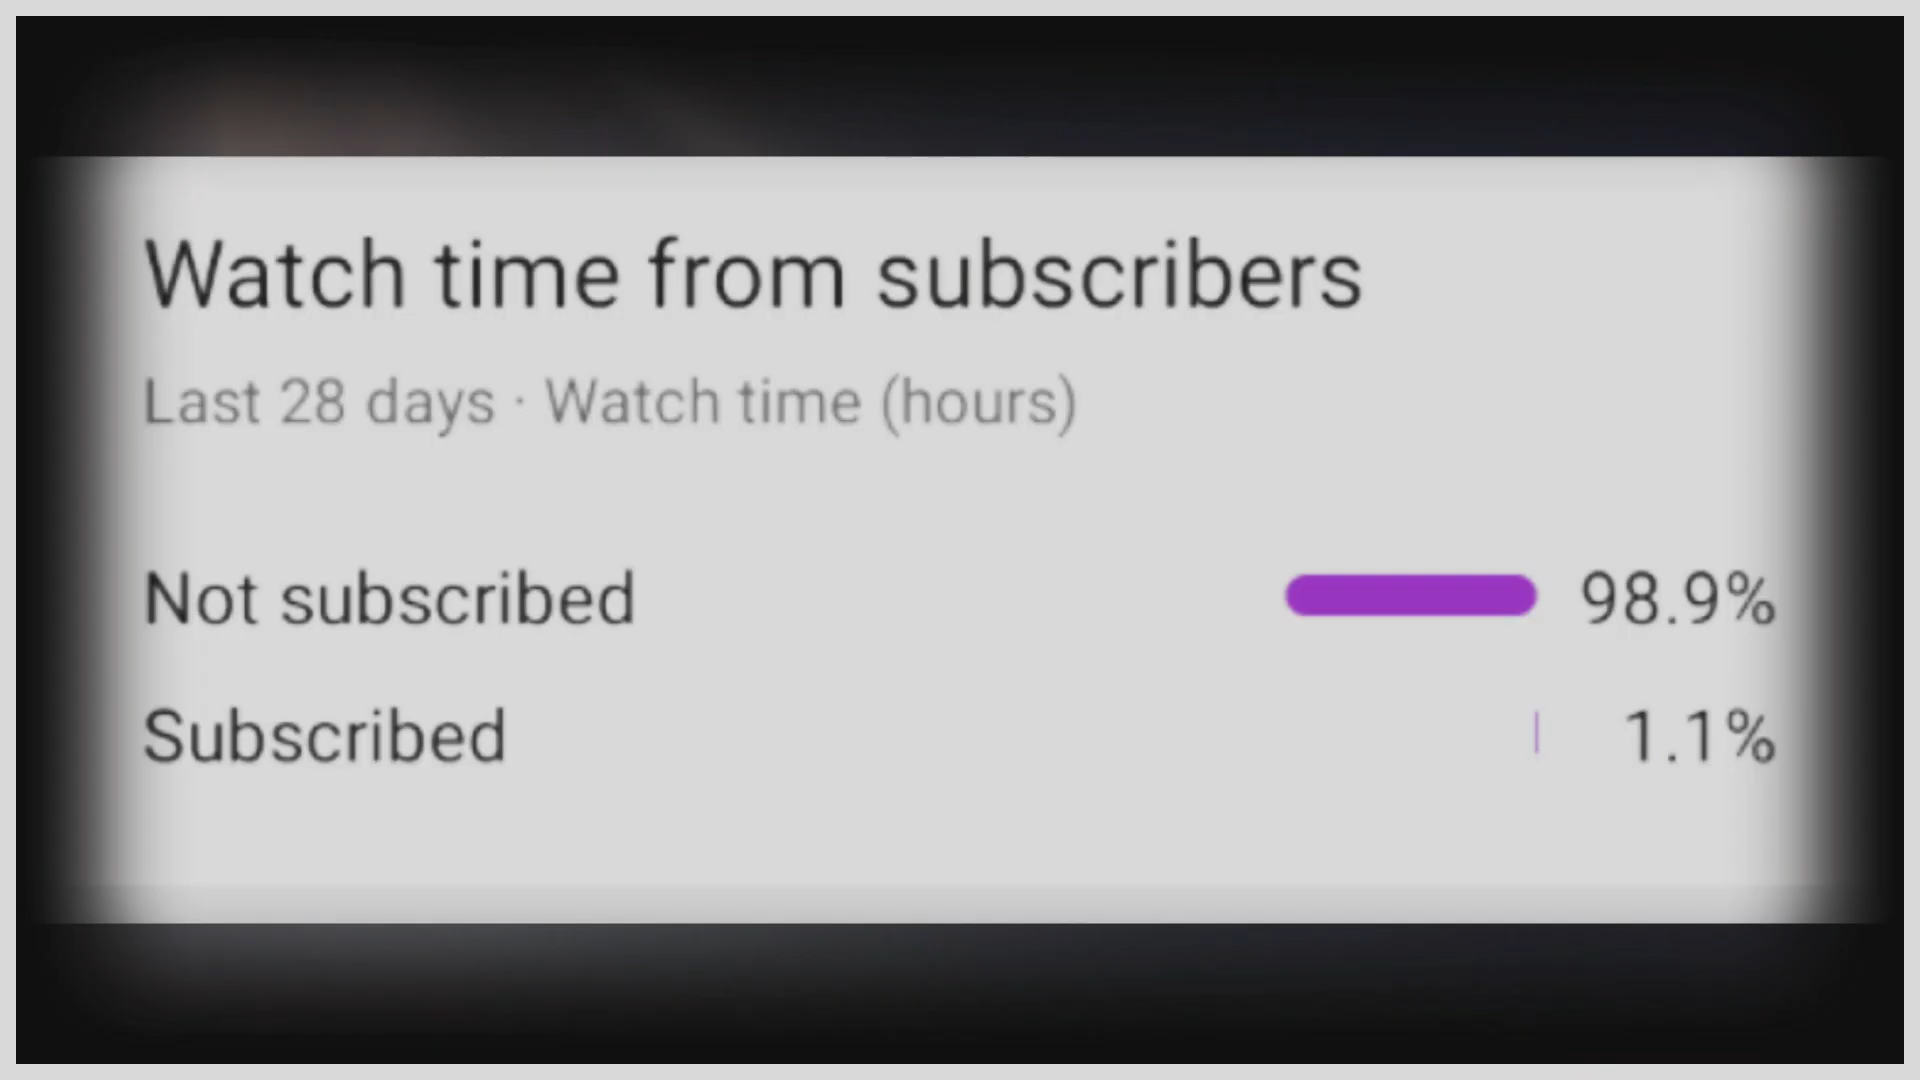 Watch time from subscribers
Last 28 days · Watch time (hours)
Not subscribed 98.9%
Subscribed 1.1%